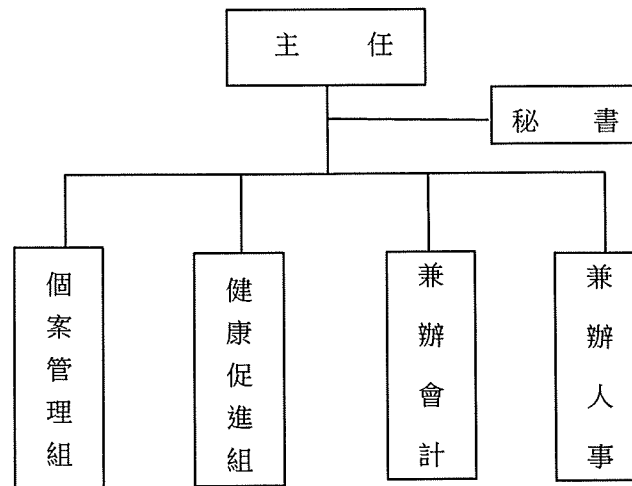 主任
秘書
個案管理組
健康促進組
兼辦會計
兼辦人事